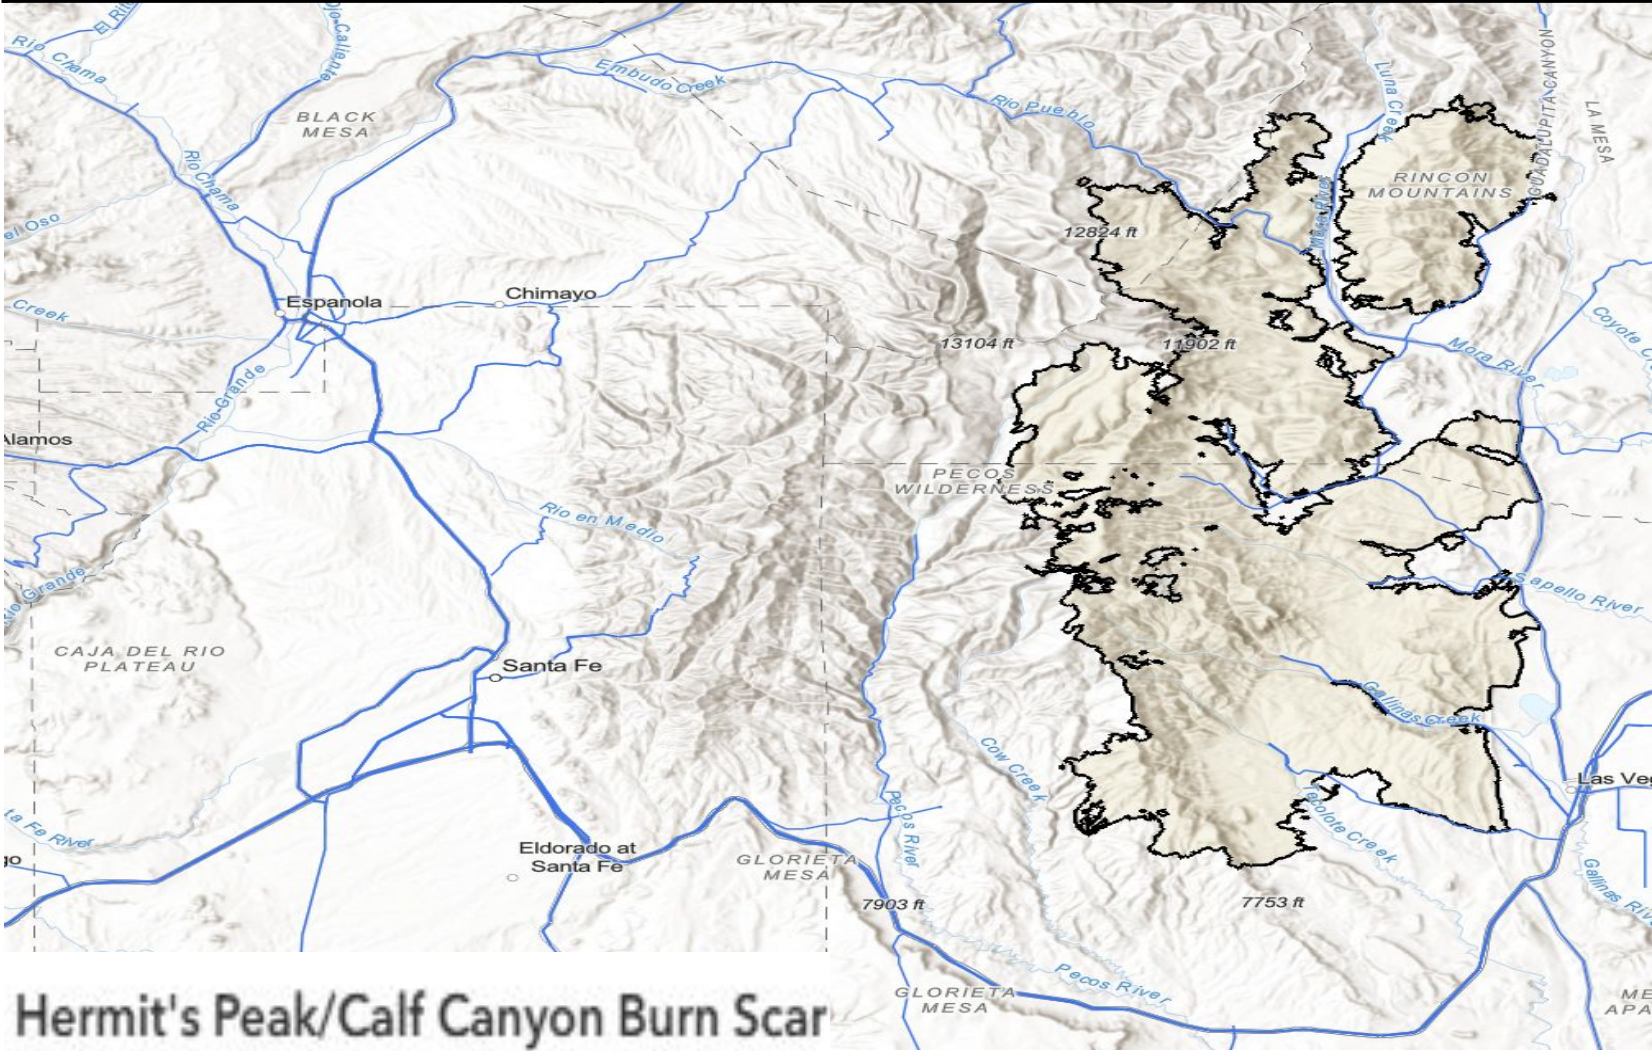 El Rito
Ojo Caliente
Rio Chama
Embudo Creek
Luna Creek
GUADALUPITA CANYON
LA MESA
BLACK
MESA
Rio Pueblo
Rio Chama
RINCON
MOUNTAINS
Mora River
el Oso
12824 ft
Creek
Espanola
Chimayo
13104 ft
11902 ft
Coyote C
Mora River
Rio Grande
Alamos
PECOS
WILDERNESS
Rio en Medio
Rio Grande
Sapello River
CAJA DEL RIO
PLATEAU
Santa Fe
Gallinas Creek
Cow Creek
Las Veg
Pecos River
Tecolote Creek
ta Fe River
go
Eldorado at
Santa Fe
GLORIETA
MESA
Gallinas Riv
7903 ft
7753 ft
Pecos River
GLORIETA
MESA
ME
APA
Hermit's Peak/Calf Canyon Burn Scar